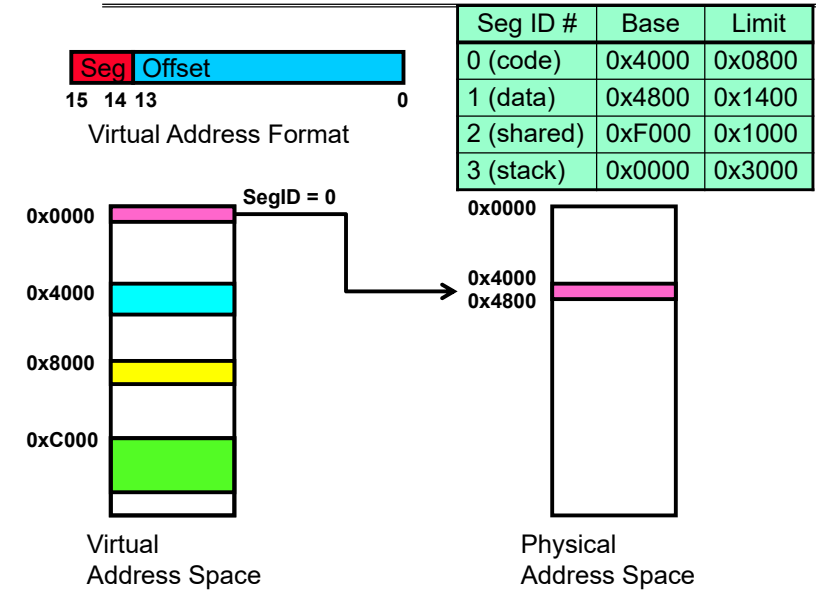 Seg ID # Base Limit
0 (code) 0x4000 0x0800
1 (data) 0x4800 0x1400
2 (shared) 0xF000 0x1000
3 (stack) 0x0000 0x3000
Seg Offset
15 14 13 0
Virtual Address Format
SegID = 0
0x0000
0x4000
0x8000
0xC000
Virtual
Address Space
0x0000
0x4000
0x4800
Physical
Address Space